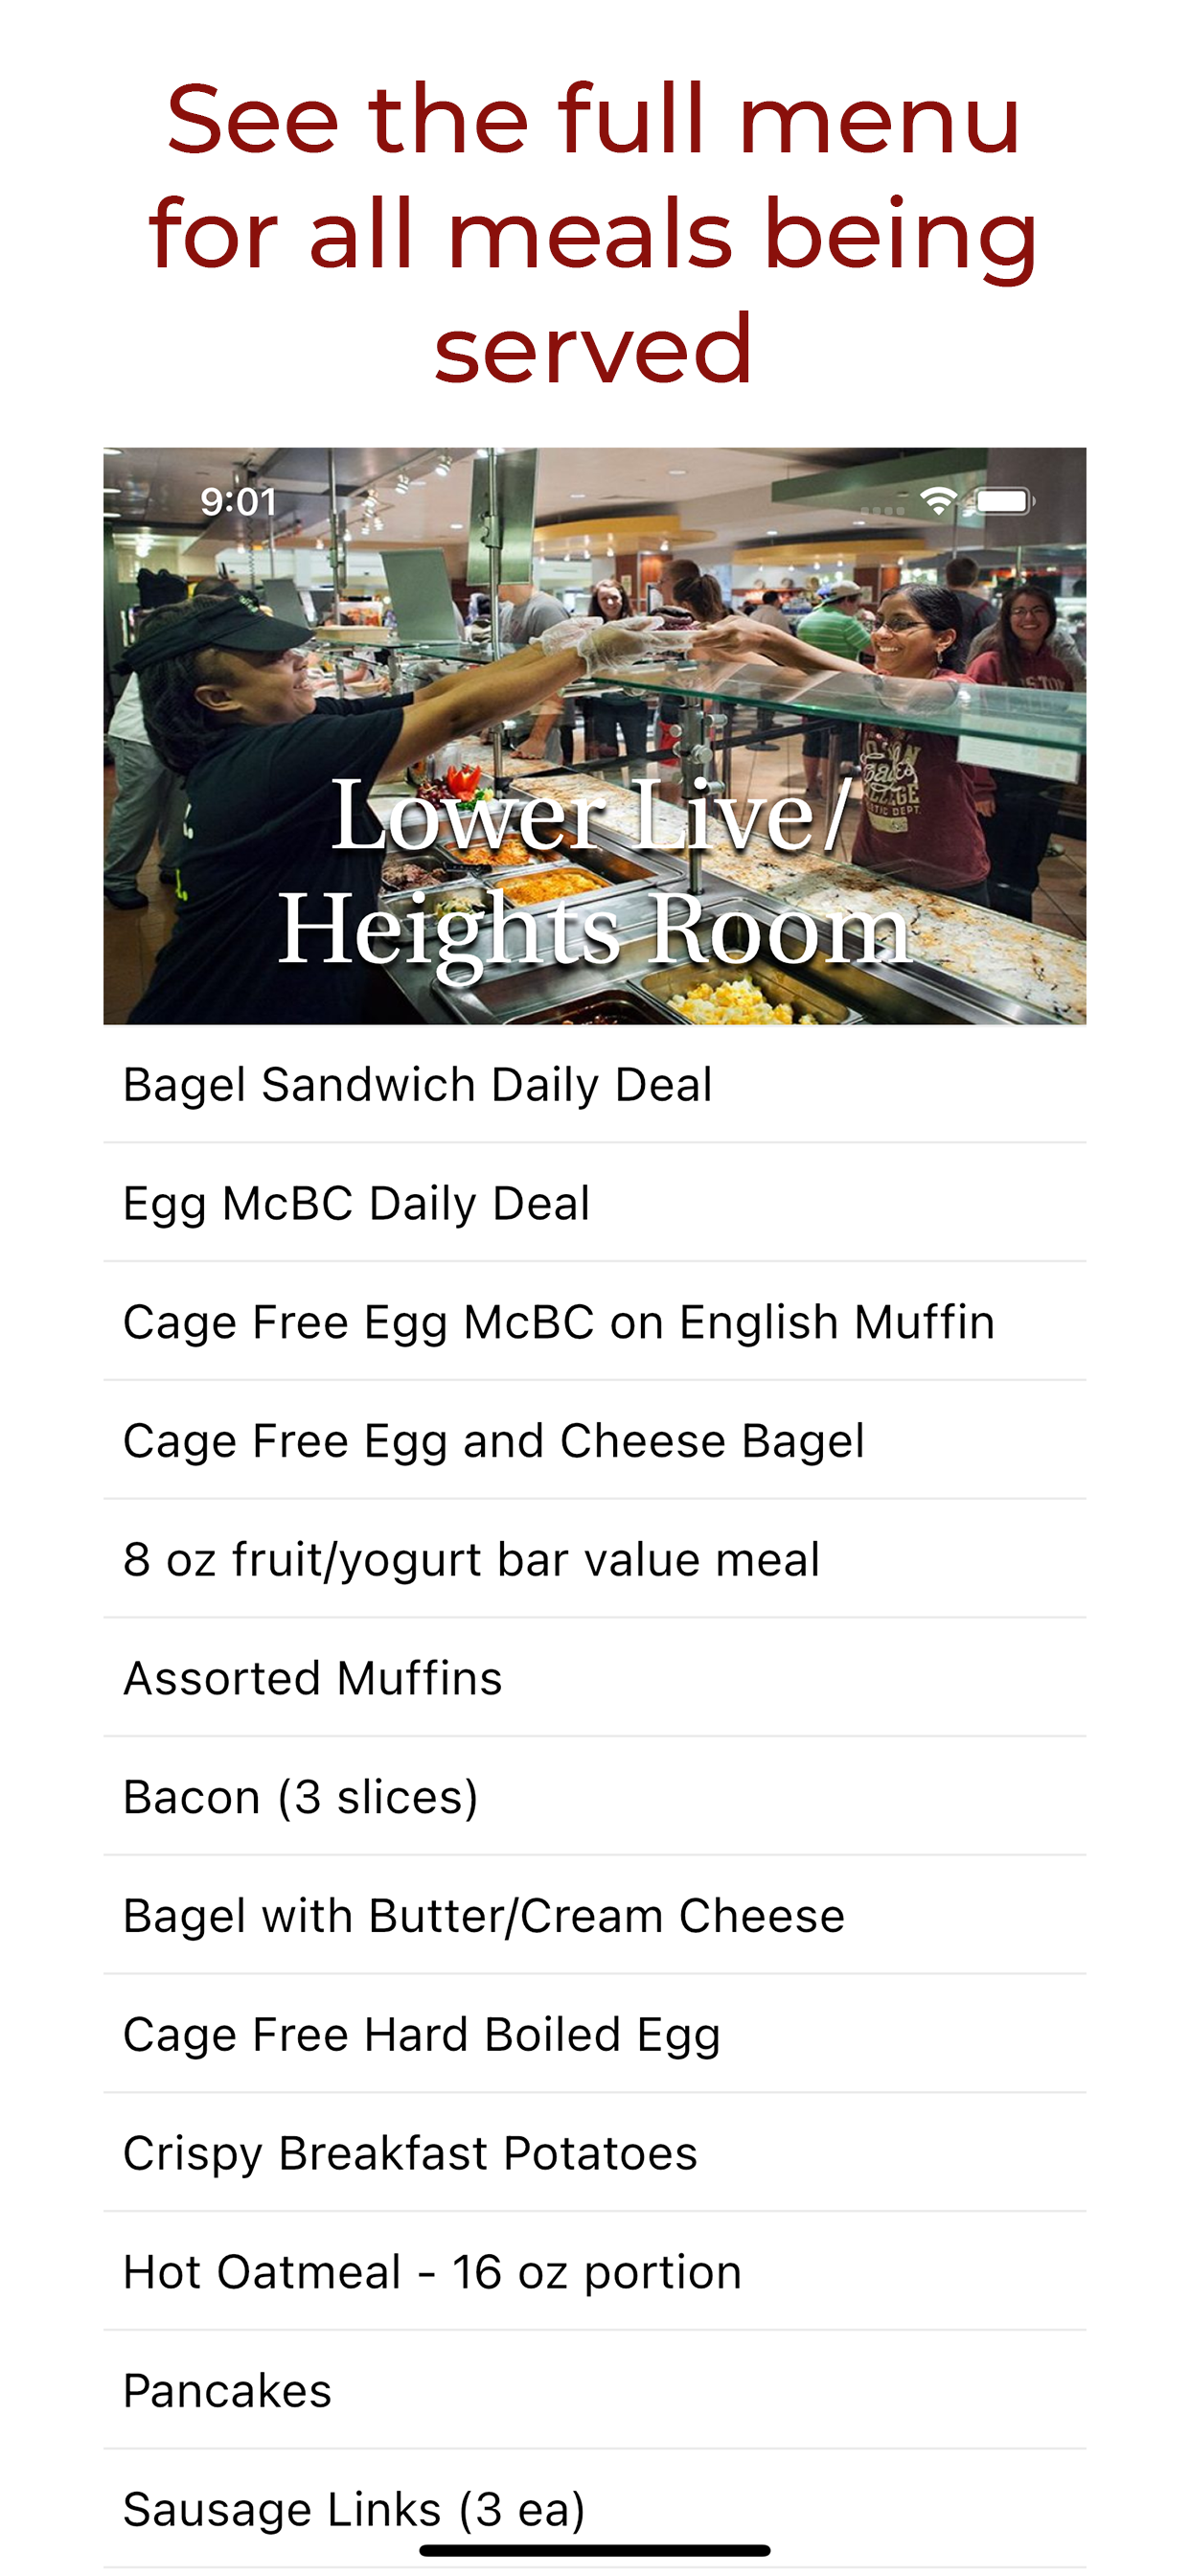 See the full menu
for all meals being
served
9:01
Lower Live/
Heights Room
Bagel Sandwich Daily Deal
Egg McBC Daily Deal
Cage Free Egg McBC on English Muffin
Cage Free Egg and Cheese Bagel
8 oz fruit/yogurt bar value meal
Assorted Muffins
Bacon (3 slices)
Bagel with Butter/Cream Cheese
Cage Free Hard Boiled Egg
Crispy Breakfast Potatoes
Hot Oatmeal - 16 oz portion
Pancakes
Sausage Links (3 ea)